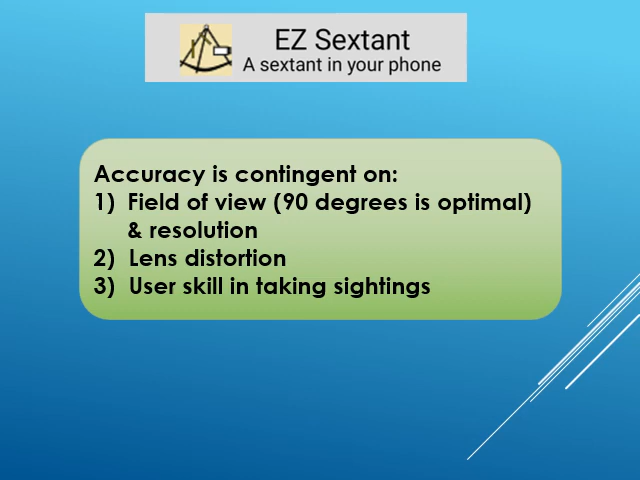 EZ Sextant
A sextant in your phone
Accuracy is contingent on:
1) Field of view (90 degrees is optimal)
& resolution
2) Lens distortion
3) User skill in taking sightings